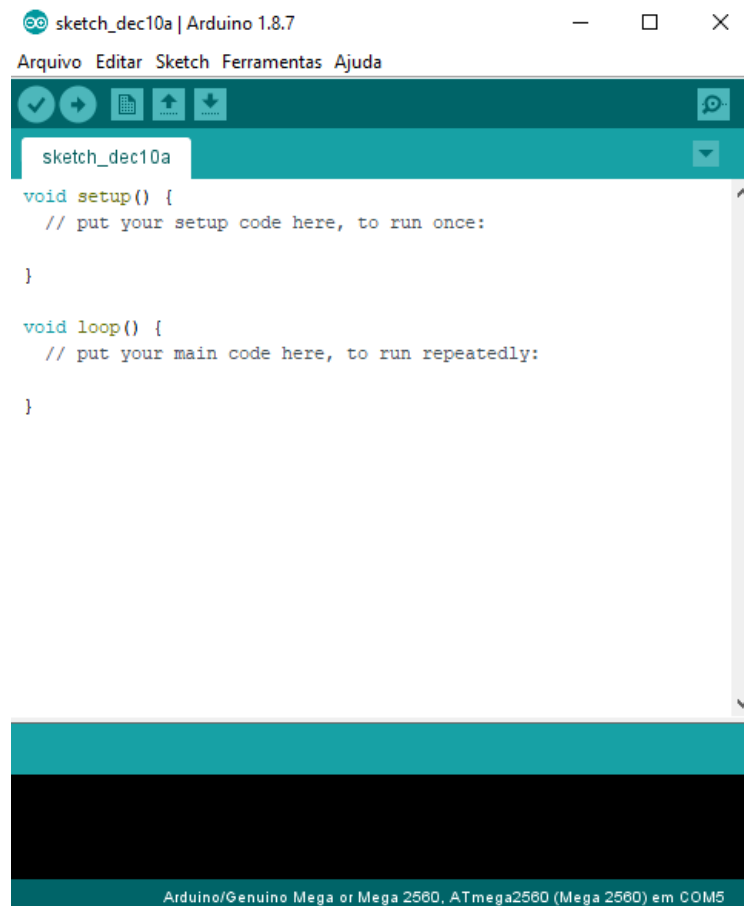 sketch_dec10a | Arduino 1.8.7
Arquivo Editar Sketch Ferramentas Ajuda
sketch_dec10a
void setup() {
  // put your setup code here, to run once:
}
void loop() {
  // put your main code here, to run repeatedly:
}
Arduino/Genuino Mega or Mega 2560, ATmega2560 (Mega 2560) em COM5